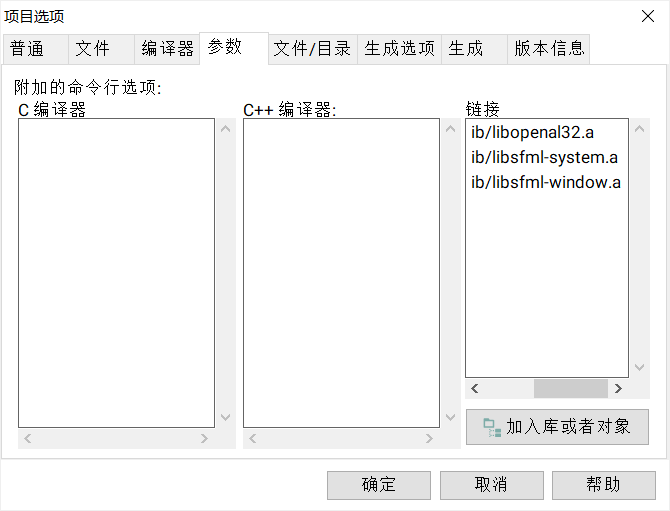 项目选项
普通 文件 编译器 参数 文件/目录 生成选项 生成 版本信息
附加的命令行选项:
C 编译器 C++ 编译器: 链接
ib/libopenal32.a
ib/libsfml-system.a
ib/libsfml-window.a
加入库或者对象
确定 取消 帮助